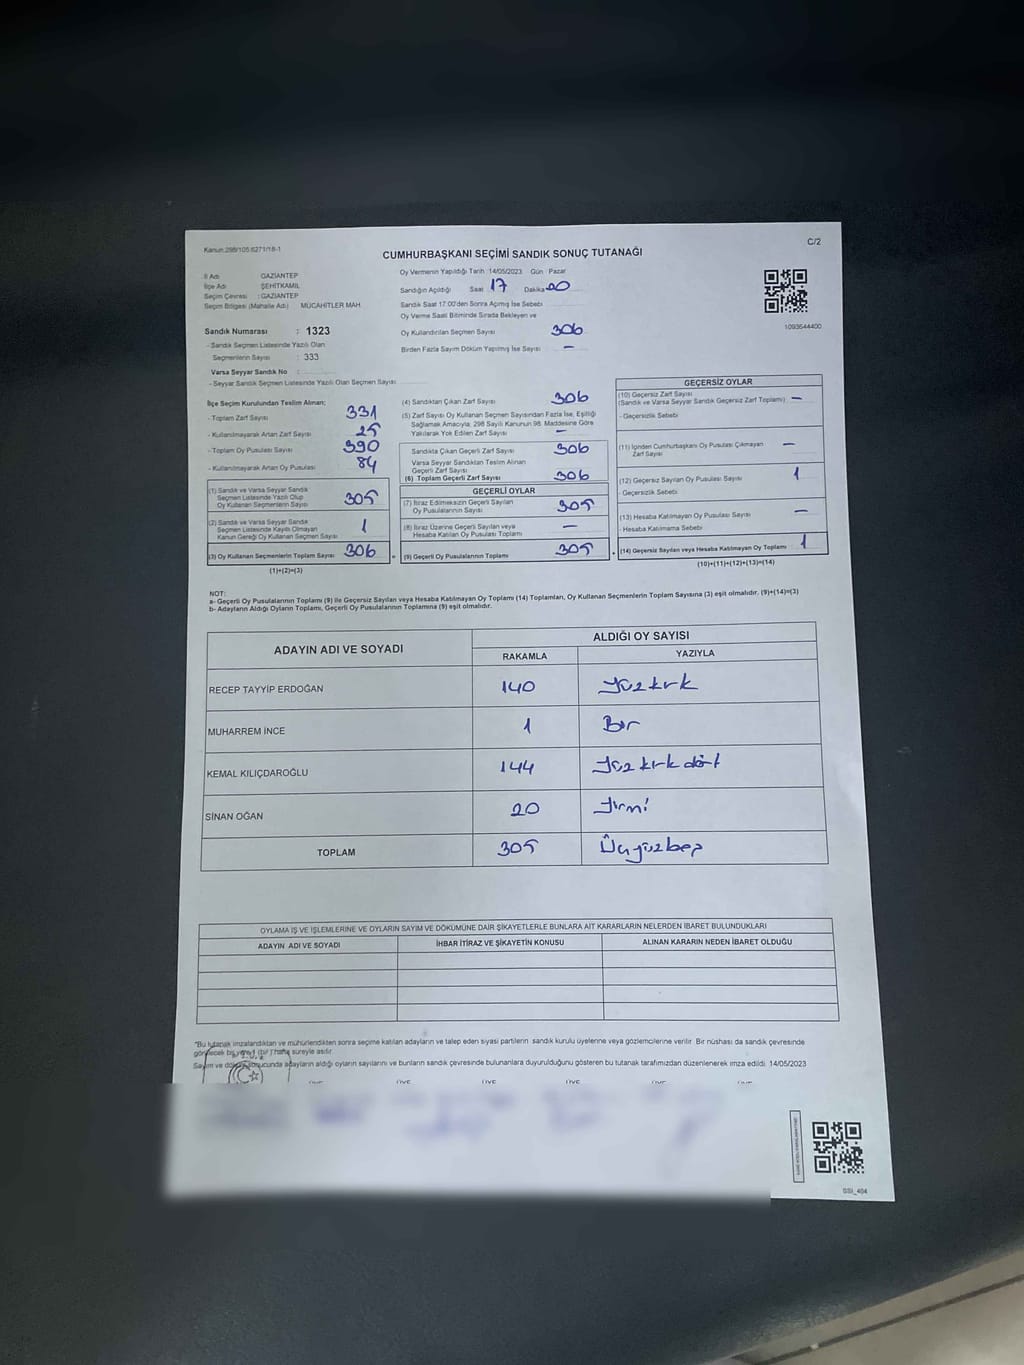 Kanun:298/105:6271/18-1
C/2
CUMHURBAŞKANI SEÇİMİ SANDIK SONUÇ TUTANAĞI
İl Adı GAZİANTEP
İlçe Adı ŞEHİTKAMİL
Seçim Çevresi : GAZİANTEP
Seçim Bölgesi (Mahalle Adı) MÜCAHİTLER MAH.
Oy Vermenin Yapıldığı Tarih :14/05/2023 Gün : Pazar
Sandığın Açıldığı Saat 17 Dakika 00
Sandık Saat 17:00'den Sonra Açımış İse Sebebi
Oy Verme Saati Bitiminde Sırada Bekleyen ve
Oy Kullandırılan Seçmen Sayısı 306
Birden Fazla Sayım Döküm Yapılmış İse Sayısı —
1093544400
Sandık Numarası : 1323
- Sandık Seçmen Listesinde Yazılı Olan
Seçmenlerin Sayısı : 333
Varsa Seyyar Sandık No :
- Seyyar Sandık Seçmen Listesinde Yazılı Olan Seçmen Sayısı
İlçe Seçim Kurulundan Teslim Alınan;
- Toplam Zarf Sayısı 331
- Kullanılmayarak Artan Zarf Sayısı 25
- Toplam Oy Pusulası Sayısı 390
- Kullanılmayarak Artan Oy Pusulası 84
(1) Sandık ve Varsa Seyyar Sandık
Seçmen Listesinde Yazılı Olup
Oy Kullanan Seçmenlerin Sayısı 305
(2) Sandık ve Varsa Seyyar Sandık
Seçmen Listesinde Kayıtlı Olmayan
Kanun Gereği Oy Kullanan Seçmen Sayısı 1
(3) Oy Kullanan Seçmenlerin Toplam Sayısı 306
(1)+(2)=(3)
(4) Sandıktan Çıkan Zarf Sayısı 306
(5) Zarf Sayısı Oy Kullanan Seçmen Sayısından Fazla İse, Eşitliği
Sağlamak Amacıyla; 298 Sayılı Kanunun 98. Maddesine Göre
Yakılarak Yok Edilen Zarf Sayısı —
Sandıkta Çıkan Geçerli Zarf Sayısı 306
Varsa Seyyar Sandıktan Teslim Alınan
Geçerli Zarf Sayısı
(6) Toplam Geçerli Zarf Sayısı 306
GEÇERLİ OYLAR
(7) İtiraz Edilmeksizin Geçerli Sayılan
Oy Pusulalarının Sayısı 305
(8) İtiraz Üzerine Geçerli Sayılan veya
Hesaba Katılan Oy Pusulası Toplamı —
(9) Geçerli Oy Pusulalarının Toplamı 305
GEÇERSİZ OYLAR
(10) Geçersiz Zarf Sayısı
(Sandık ve Varsa Seyyar Sandık Geçersiz Zarf Toplamı) —
- Geçersizlik Sebebi
(11) İçinden Cumhurbaşkanı Oy Pusulası Çıkmayan
Zarf Sayısı —
(12) Geçersiz Sayılan Oy Pusulası Sayısı 1
- Geçersizlik Sebebi
(13) Hesaba Katılmayan Oy Pusulası Sayısı —
- Hesaba Katılmama Sebebi
(14) Geçersiz Sayılan veya Hesaba Katılmayan Oy Toplamı 1
(10)+(11)+(12)+(13)=(14)
NOT:
a- Geçerli Oy Pusulalarının Toplamı (9) ile Geçersiz Sayılan veya Hesaba Katılmayan Oy Toplamı (14) Toplamları, Oy Kullanan Seçmenlerin Toplam Sayısına (3) eşit olmalıdır. (9)+(14)=(3)
b- Adayların Aldığı Oyların Toplamı, Geçerli Oy Pusulalarının Toplamına (9) eşit olmalıdır.
ADAYIN ADI VE SOYADI
ALDIĞI OY SAYISI
RAKAMLA YAZIYLA
RECEP TAYYİP ERDOĞAN 140 yüzkırk
MUHARREM İNCE 1 Bir
KEMAL KILIÇDAROĞLU 144 yüz kırk dört
SİNAN OĞAN 20 yirmi
TOPLAM 305 Üçyüzbeş
OYLAMA İŞ VE İŞLEMLERİNE VE OYLARIN SAYIM VE DÖKÜMÜNE DAİR ŞİKAYETLERLE BUNLARA AİT KARARLARIN NELERDEN İBARET BULUNDUKLARI
ADAYIN ADI VE SOYADI İHBAR İTİRAZ VE ŞİKAYETİN KONUSU ALINAN KARARIN NEDEN İBARET OLDUĞU
"Bu tutanak imzalandıktan ve mühürlendikten sonra seçime katılan adayların ve talep eden siyasi partilerin sandık kurulu üyelerine veya gözlemcilerine verilir. Bir nüshası da sandık çevresinde
görülecek bir yere 1 (bir) hafta süreyle asılır.
Sayım ve döküm sonucunda adayların aldığı oyların sayılarını ve bunların sandık çevresinde bulunanlara duyurulduğunu gösteren bu tutanak tarafımızdan düzenlenerek imza edildi. 14/05/2023
ÜYE ÜYE ÜYE ÜYE ÜYE ÜYE
SSI_404